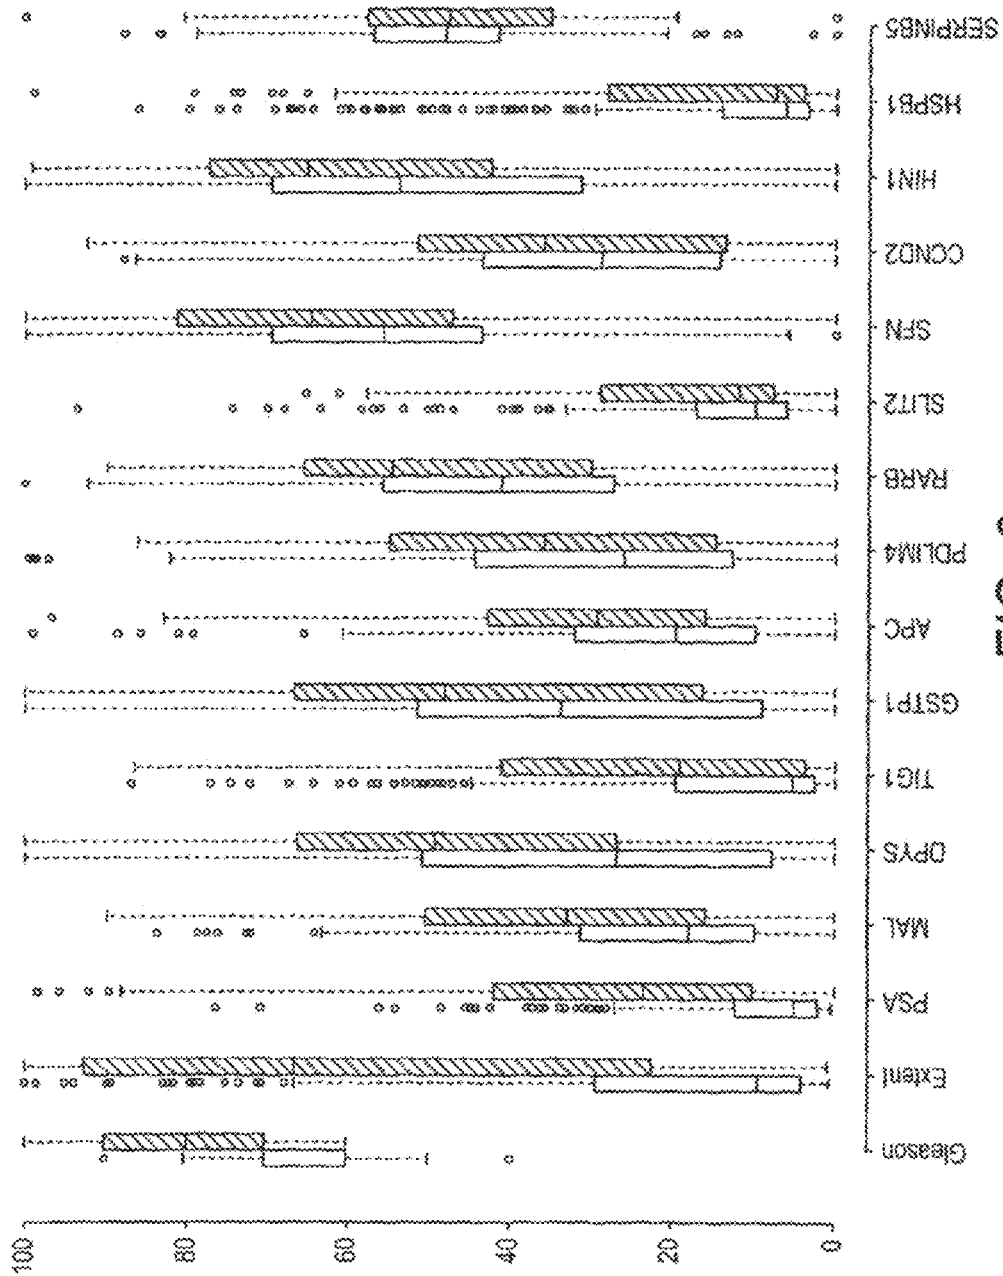 100
80
60
40
20
0
Gleason
Extent
PSA
MAL
DPYS
TIG1
GSTP1
APC
PDLIM4
RARB
SLIT2
SFN
CCND2
HIN1
HSPB1
SERPINB5